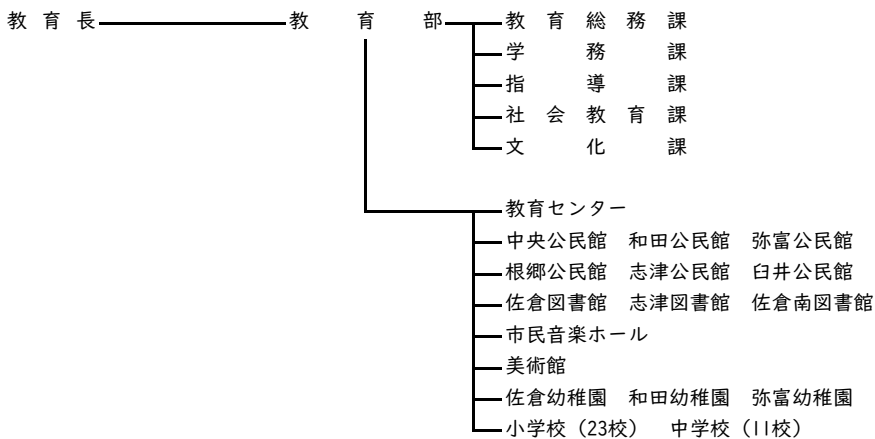 教育長 教育部 教育総務課
学務課
指導課
社会教育課
文化課
教育センター
中央公民館 和田公民館 弥富公民館
根郷公民館 志津公民館 臼井公民館
佐倉図書館 志津図書館 佐倉南図書館
市民音楽ホール
美術館
佐倉幼稚園 和田幼稚園 弥富幼稚園
小学校（23校） 中学校（11校）